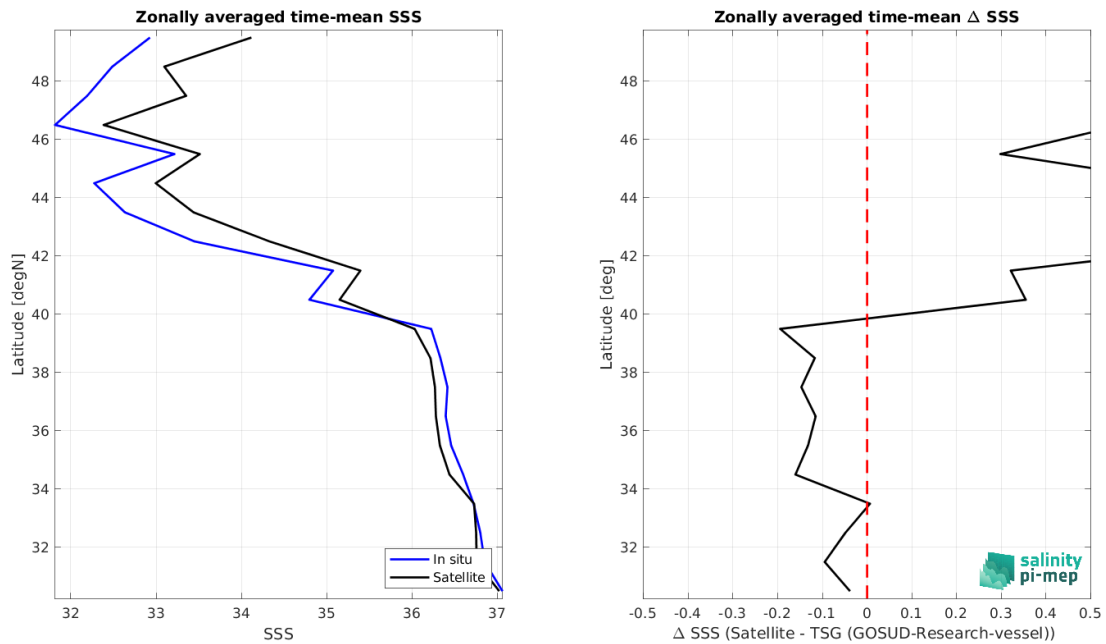 Zonally averaged time-mean SSS
48
46
44
42
40
38
36
34
32
Latitude [degN]
In situ
Satellite
32 33 34 35 36 37
SSS
Zonally averaged time-mean Δ SSS
48
46
44
42
40
38
36
34
32
Latitude [deg]
salinity
pi-mep
-0.5 -0.4 -0.3 -0.2 -0.1 0 0.1 0.2 0.3 0.4 0.5
Δ SSS (Satellite - TSG (GOSUD-Research-vessel))